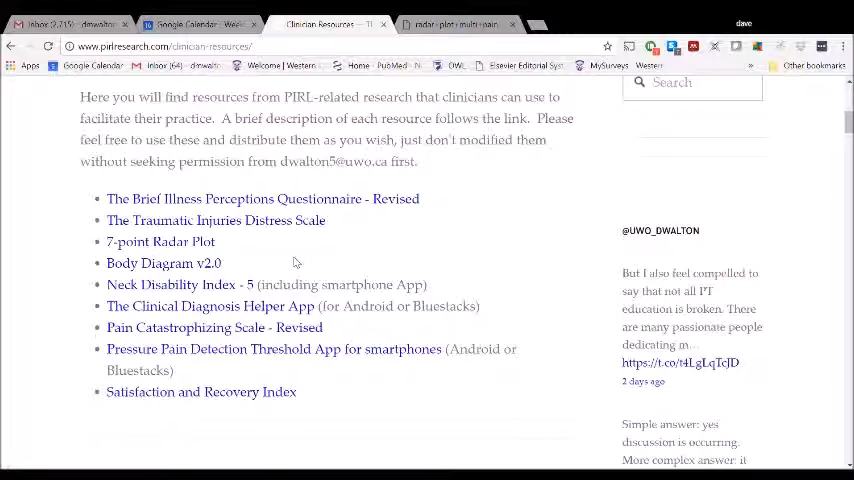 Inbox (2,715) - dmwalto
Google Calendar - Week
Clinician Resources — Th
radar-plot-multi-pain
dave
www.pirlresearch.com/clinician-resources/
Apps
Google Calendar
Inbox (64) - dmwalto
Welcome | Western
Home - PubMed - N
OWL
Elsevier Editorial Syst
MySurveys
Western
»
Other bookmarks
Here you will find resources from PIRL-related research that clinicians can use to
facilitate their practice. A brief description of each resource follows the link. Please
feel free to use these and distribute them as you wish, just don't modified them
without seeking permission from dwalton5@uwo.ca first.
The Brief Illness Perceptions Questionnaire - Revised
The Traumatic Injuries Distress Scale
7-point Radar Plot
Body Diagram v2.0
Neck Disability Index - 5 (including smartphone App)
The Clinical Diagnosis Helper App (for Android or Bluestacks)
Pain Catastrophizing Scale - Revised
Pressure Pain Detection Threshold App for smartphones (Android or
Bluestacks)
Satisfaction and Recovery Index
Search
@UWO_DWALTON
But I also feel compelled to
say that not all PT
education is broken. There
are many passionate people
dedicating m…
https://t.co/t4LgLqTcJD
2 days ago
Simple answer: yes
discussion is occurring.
More complex answer: it